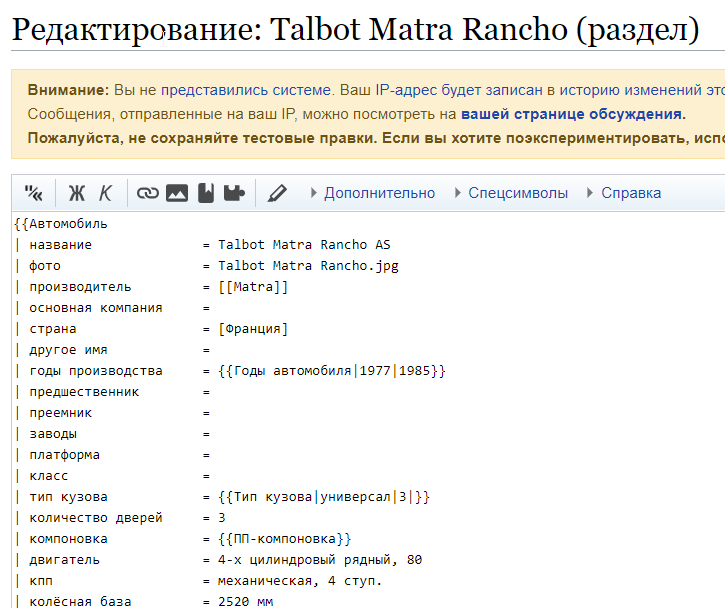 Редактирование: Talbot Matra Rancho (раздел)
Внимание: Вы не представились системе. Ваш IP-адрес будет записан в историю изменений
Сообщения, отправленные на ваш IP, можно посмотреть на вашей странице обсуждения.
Пожалуйста, не сохраняйте тестовые правки. Если вы хотите поэкспериментировать,
Ж К Дополнительно Спецсимволы Справка
{{Автомобиль
| название = Talbot Matra Rancho AS
| фото = Talbot Matra Rancho.jpg
| производитель = [[Matra]]
| основная компания =
| страна = [Франция]
| другое имя =
| годы производства = {{Годы автомобиля|1977|1985}}
| предшественник =
| преемник =
| заводы =
| платформа =
| класс =
| тип кузова = {{Тип кузова|универсал|3|}}
| количество дверей = 3
| компоновка = {{ПП-компоновка}}
| двигатель = 4-х цилиндровый рядный, 80
| кпп = механическая, 4 ступ.
| колёсная база = 2520 мм